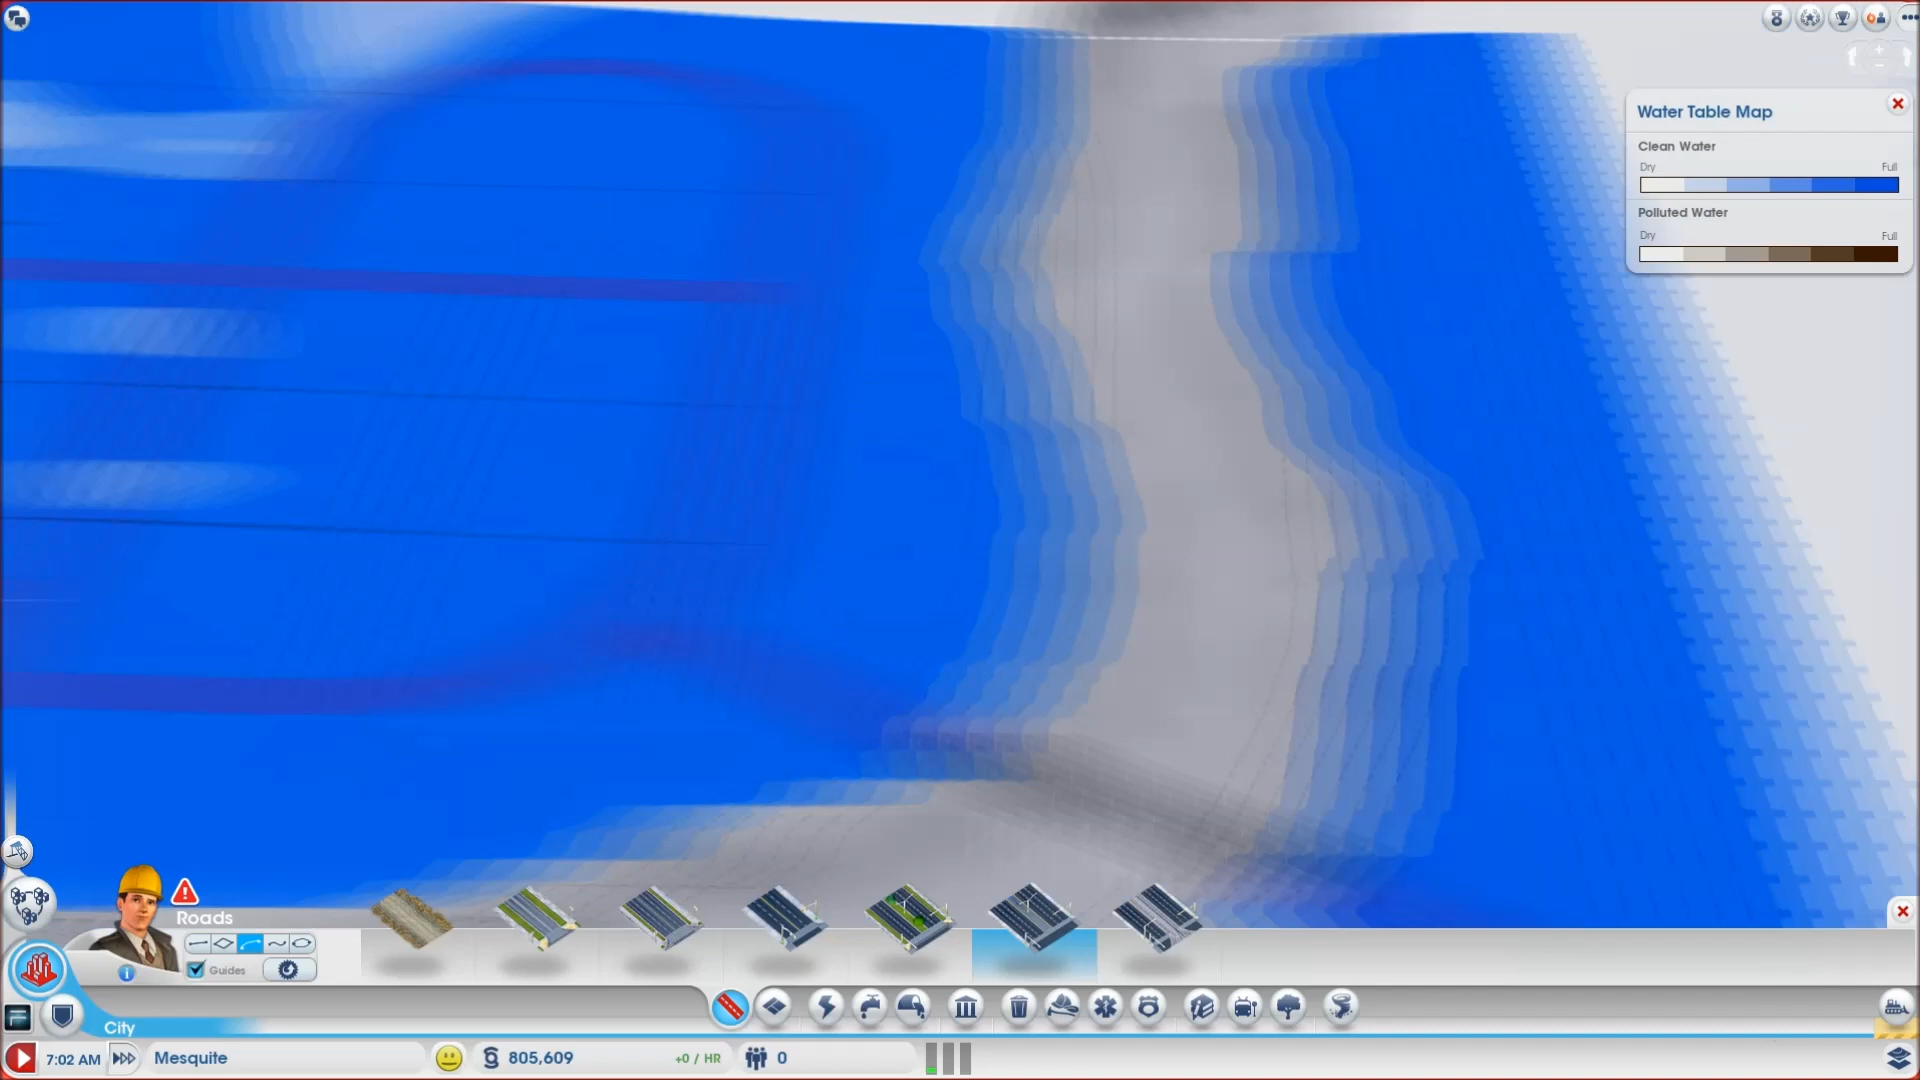 Water Table Map
Clean Water
Dry Full
Polluted Water
Dry Full
Roads
Guides
City
7:02 AM Mesquite 805,609 +0 / HR 0